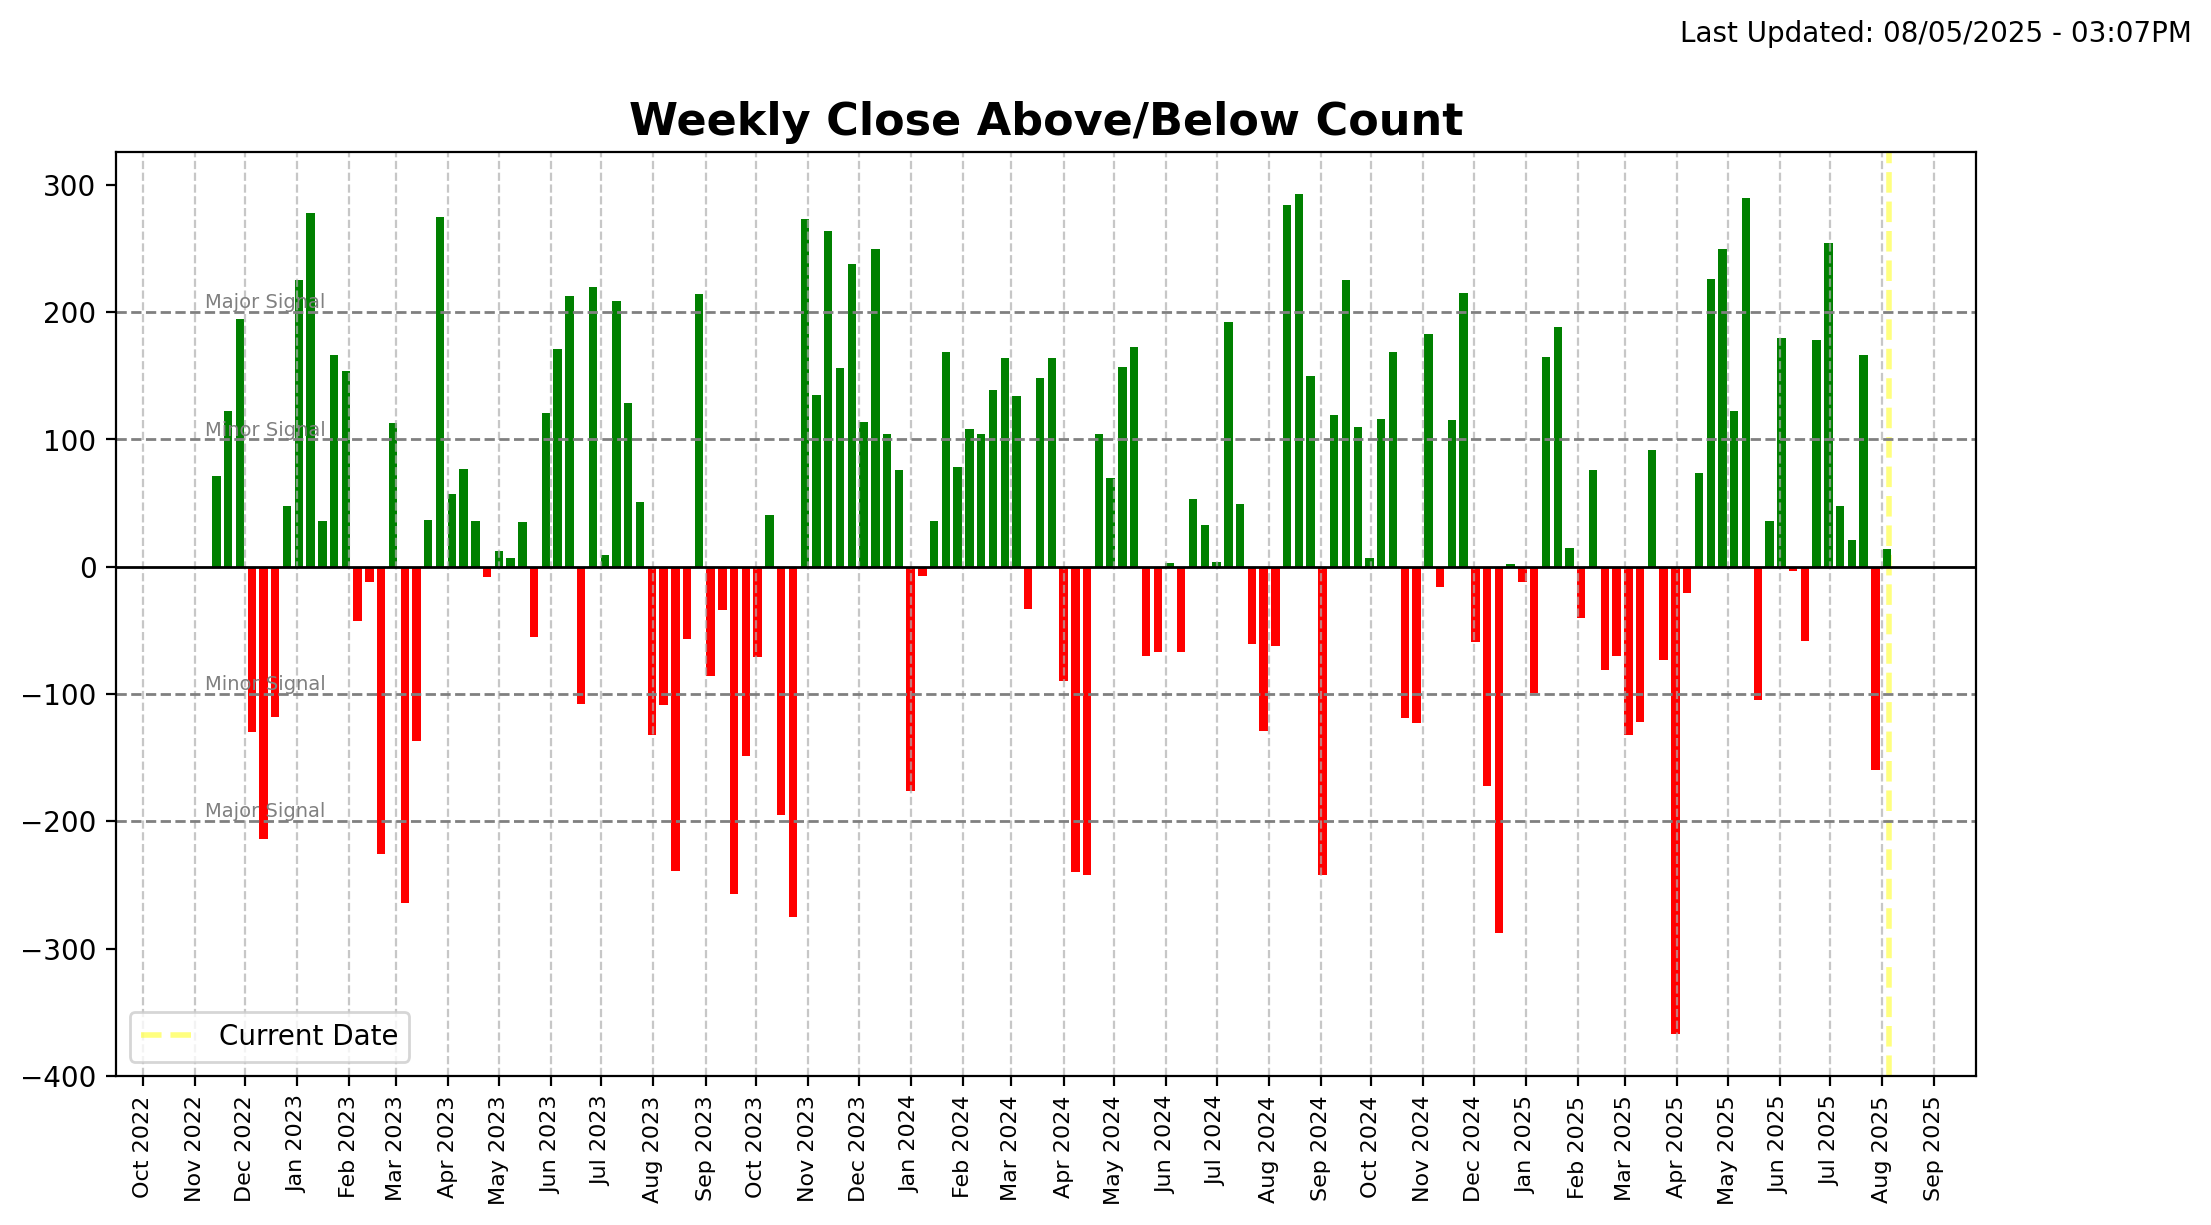 Last Updated: 08/05/2025 - 03:07PM
Weekly Close Above/Below Count
300
200
100
0
−100
−200
−300
−400
Major Signal
Minor Signal
Minor Signal
Major Signal
Current Date
Oct 2022
Nov 2022
Dec 2022
Jan 2023
Feb 2023
Mar 2023
Apr 2023
May 2023
Jun 2023
Jul 2023
Aug 2023
Sep 2023
Oct 2023
Nov 2023
Dec 2023
Jan 2024
Feb 2024
Mar 2024
Apr 2024
May 2024
Jun 2024
Jul 2024
Aug 2024
Sep 2024
Oct 2024
Nov 2024
Dec 2024
Jan 2025
Feb 2025
Mar 2025
Apr 2025
May 2025
Jun 2025
Jul 2025
Aug 2025
Sep 2025